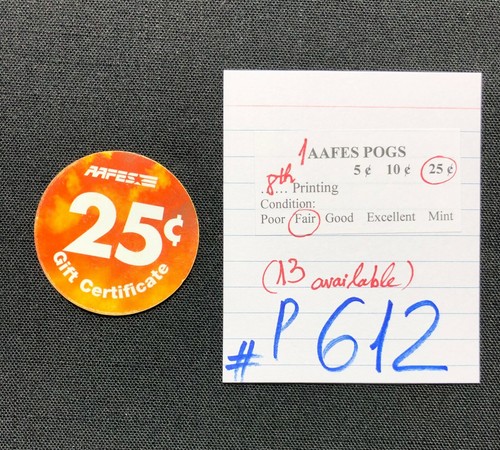 AAFES
25¢
Gift Certificate
1 AAFES POGS
5 ¢ 10 ¢ 25 ¢
8th Printing
Condition:
Poor Fair Good Excellent Mint
(13 available)
# P 612